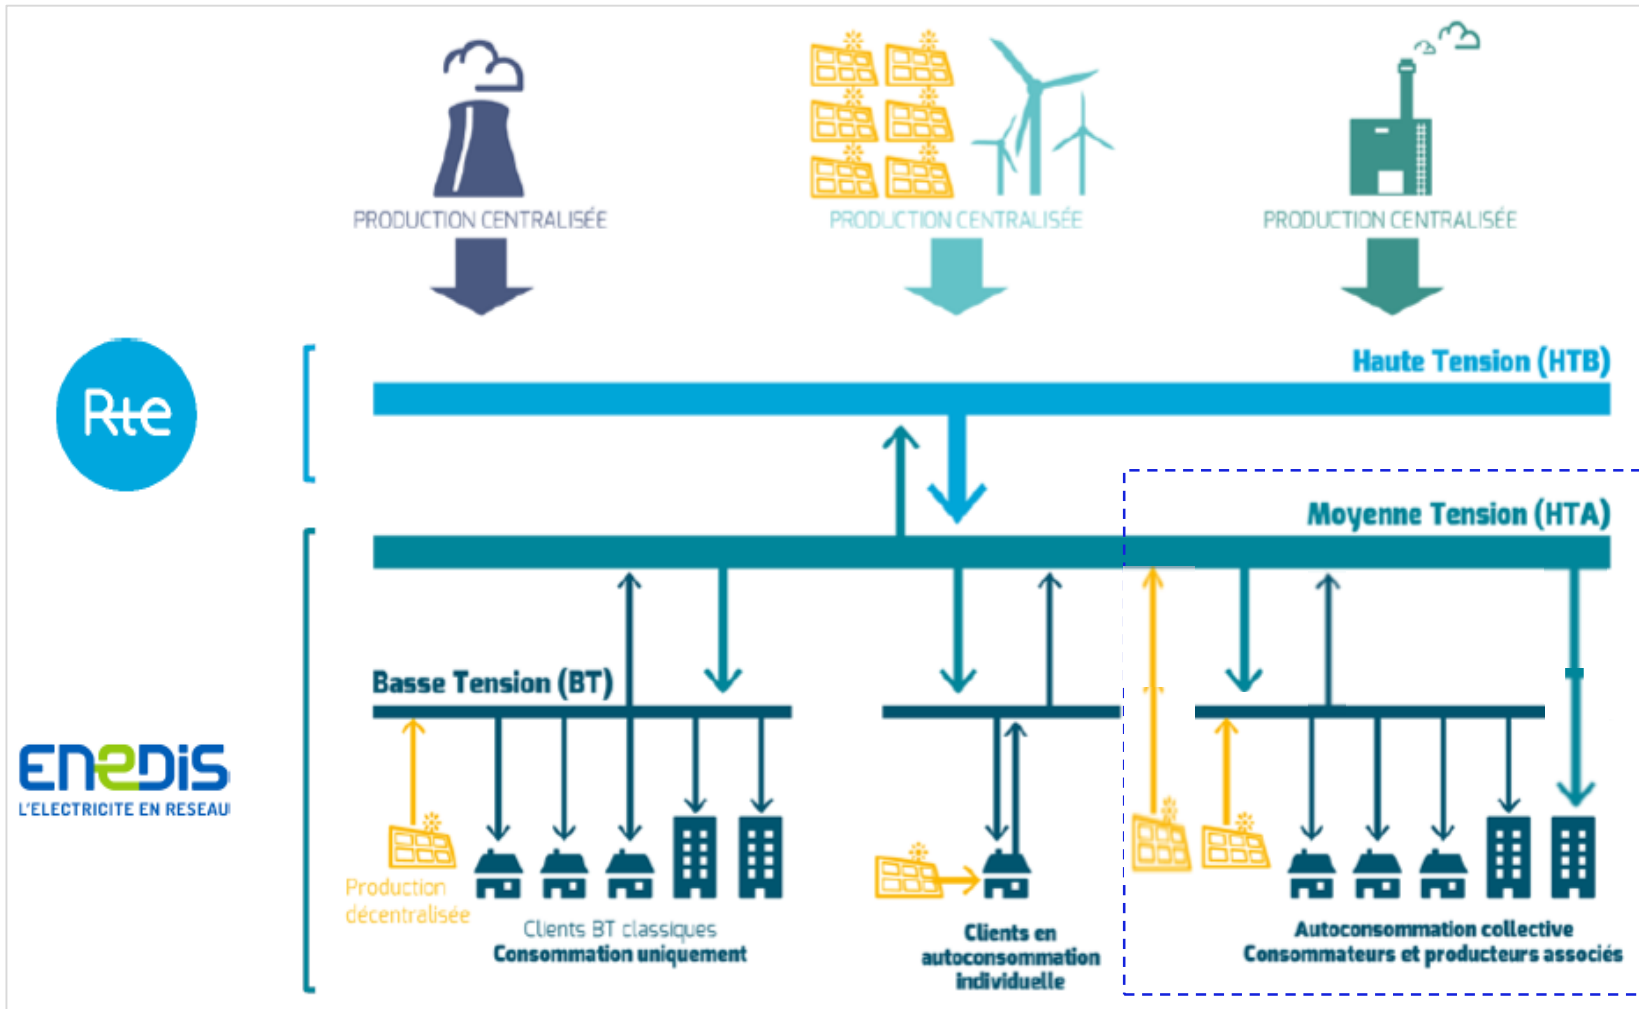 PRODUCTION CENTRALISÉE
PRODUCTION CENTRALISÉE
PRODUCTION CENTRALISÉE
Haute Tension (HTB)
Rte
Moyenne Tension (HTA)
Basse Tension (BT)
ENEDIS
L'ELECTRICITE EN RESEAU
Production
décentralisée
Clients BT classiques
Consommation uniquement
Clients en
autoconsommation
individuelle
Autoconsommation collective
Consommateurs et producteurs associés